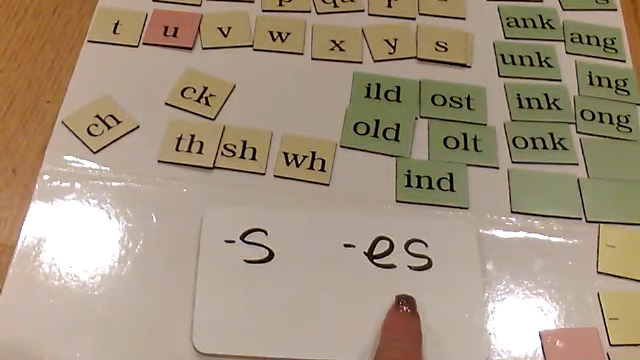 ank
ang
t u v w x y s
unk
ing
ck
ild
ost
ink
ong
ch
old
olt
onk
th sh wh
ind
-s -es